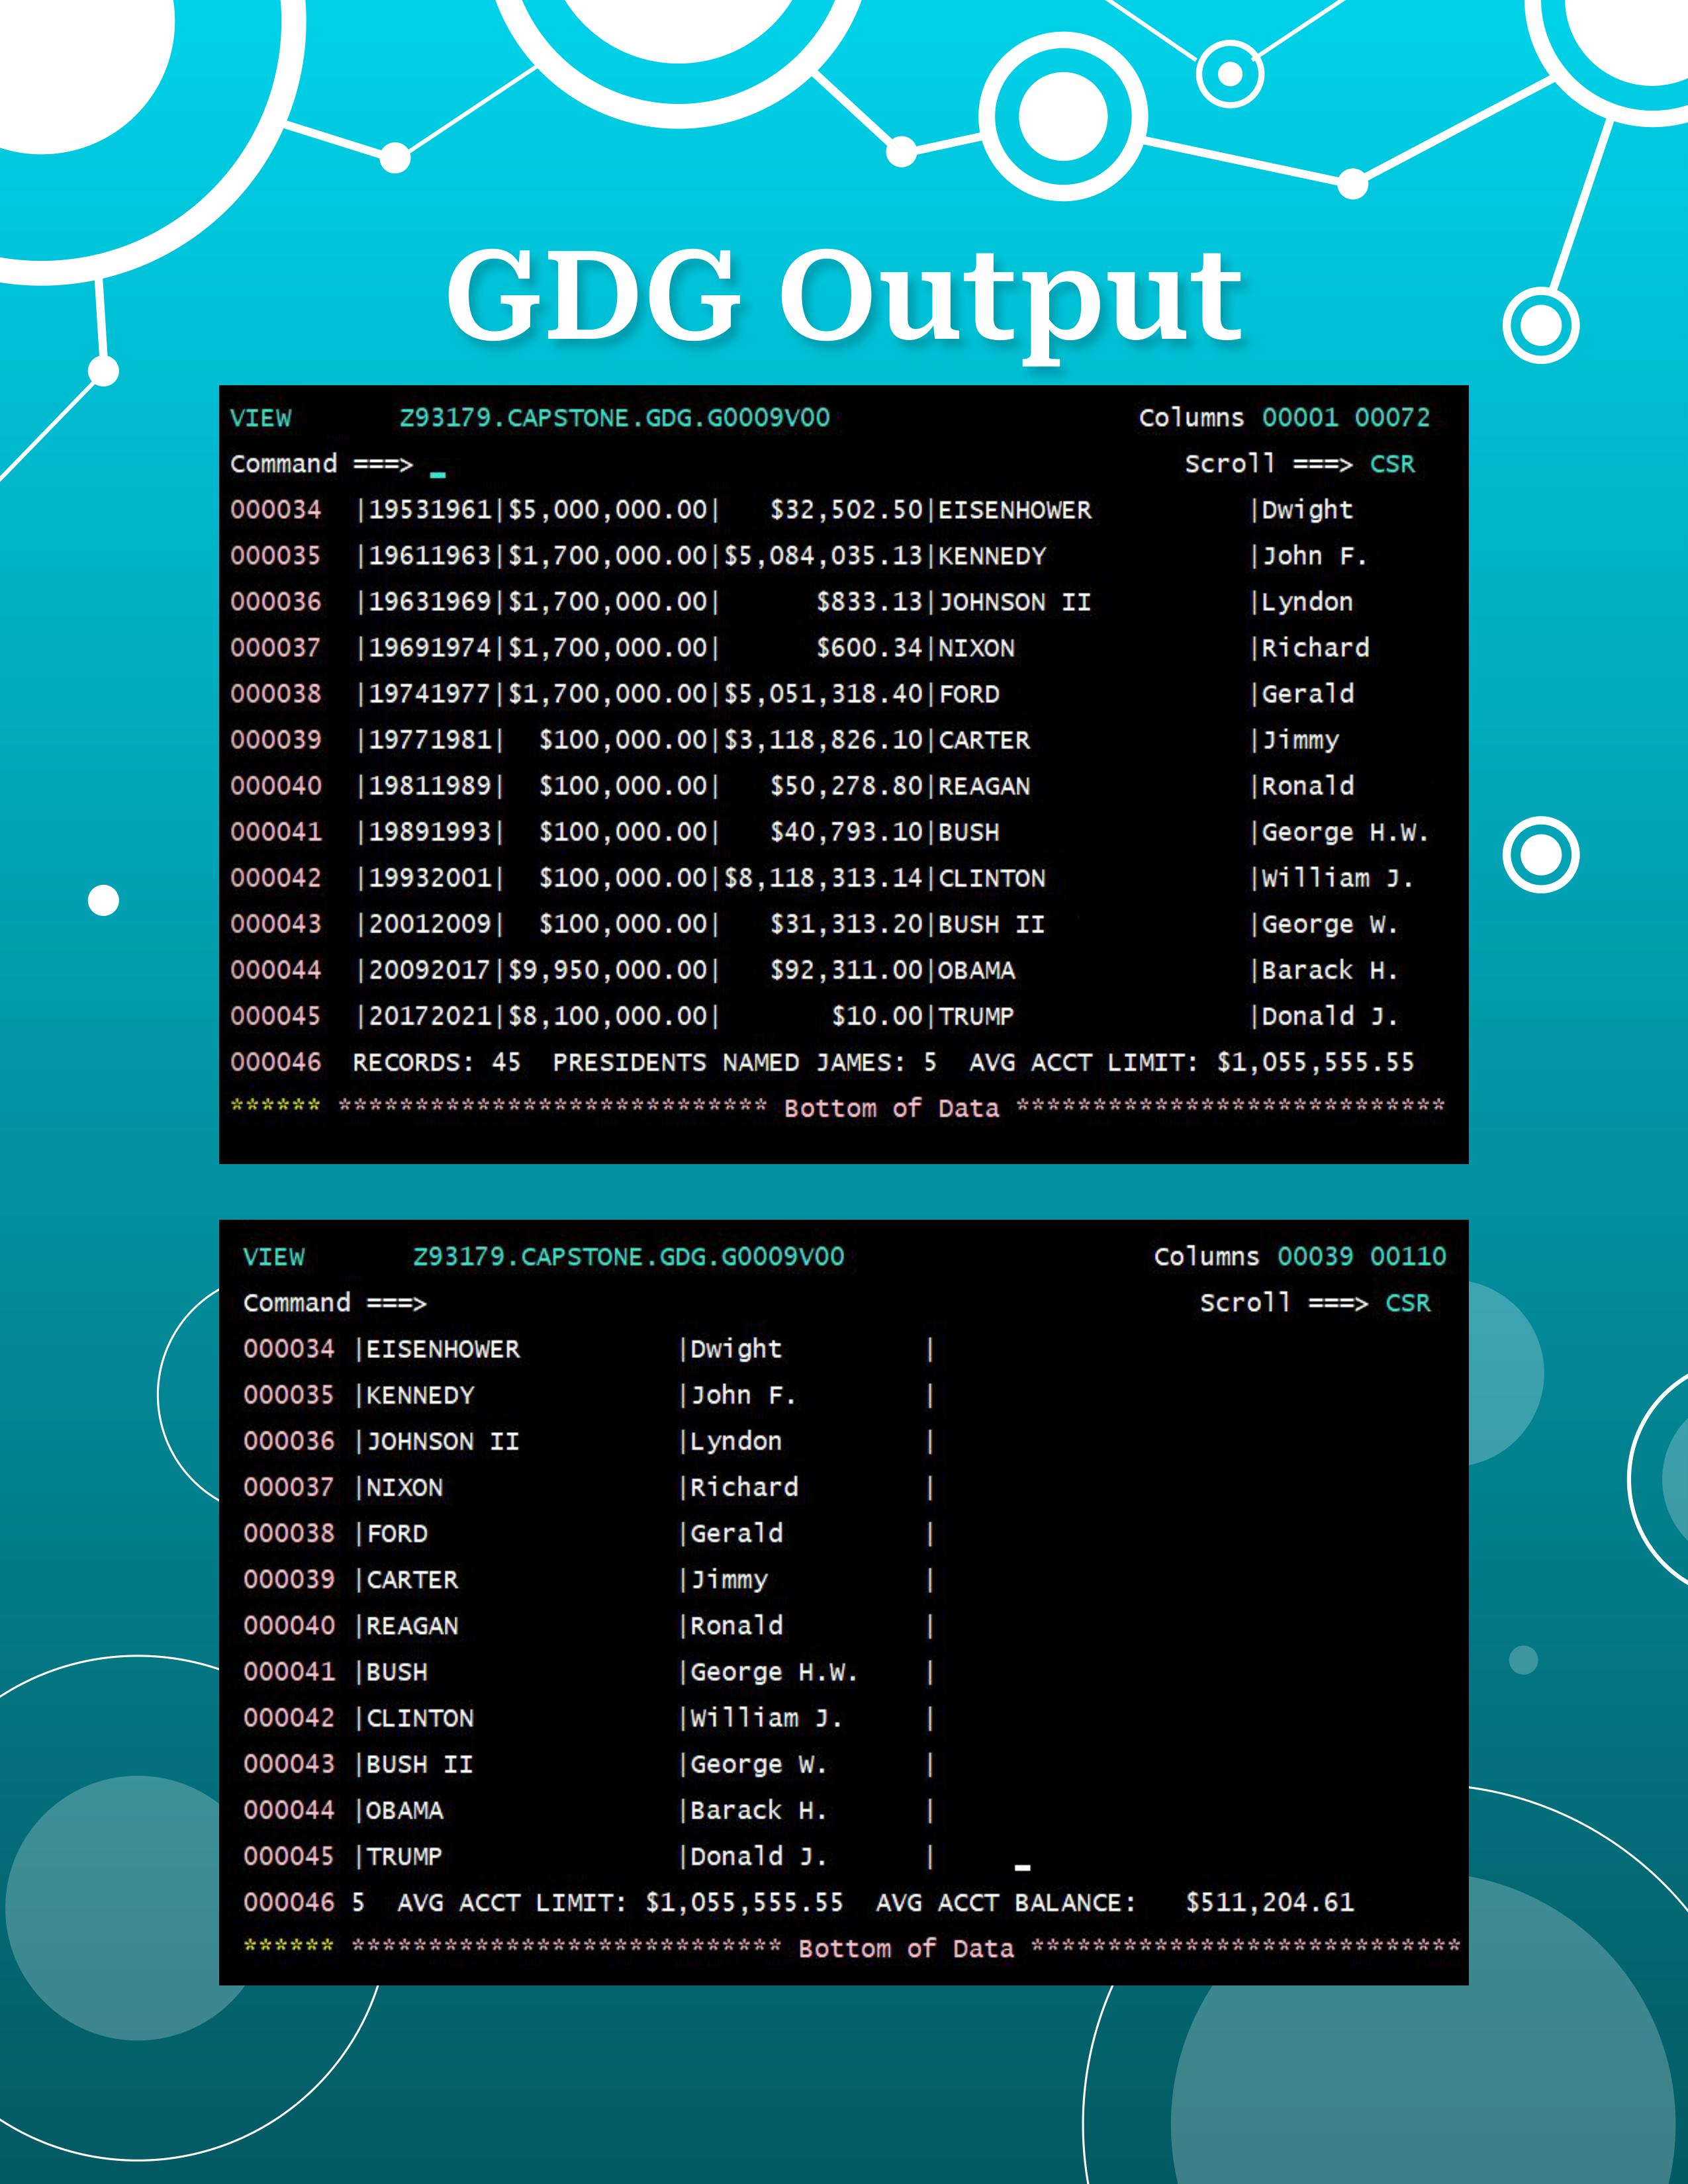 GDG Output
VIEW       Z93179.CAPSTONE.GDG.G0009V00                    Columns 00001 00072
Command ===>                                                  Scroll ===> CSR
000034  |19531961|$5,000,000.00|   $32,502.50|EISENHOWER          |Dwight
000035  |19611963|$1,700,000.00|$5,084,035.13|KENNEDY             |John F.
000036  |19631969|$1,700,000.00|      $833.13|JOHNSON II          |Lyndon
000037  |19691974|$1,700,000.00|      $600.34|NIXON               |Richard
000038  |19741977|$1,700,000.00|$5,051,318.40|FORD                |Gerald
000039  |19771981|  $100,000.00|$3,118,826.10|CARTER              |Jimmy
000040  |19811989|  $100,000.00|   $50,278.80|REAGAN              |Ronald
000041  |19891993|  $100,000.00|   $40,793.10|BUSH                |George H.W.
000042  |19932001|  $100,000.00|$8,118,313.14|CLINTON             |William J.
000043  |20012009|  $100,000.00|   $31,313.20|BUSH II             |George W.
000044  |20092017|$9,950,000.00|   $92,311.00|OBAMA               |Barack H.
000045  |20172021|$8,100,000.00|       $10.00|TRUMP               |Donald J.
000046  RECORDS: 45  PRESIDENTS NAMED JAMES: 5  AVG ACCT LIMIT: $1,055,555.55
****** **************************** Bottom of Data ****************************
VIEW       Z93179.CAPSTONE.GDG.G0009V00                    Columns 00039 00110
Command ===>                                                  Scroll ===> CSR
000034 |EISENHOWER          |Dwight         |
000035 |KENNEDY             |John F.        |
000036 |JOHNSON II          |Lyndon         |
000037 |NIXON               |Richard        |
000038 |FORD                |Gerald         |
000039 |CARTER              |Jimmy          |
000040 |REAGAN              |Ronald         |
000041 |BUSH                |George H.W.    |
000042 |CLINTON             |William J.     |
000043 |BUSH II             |George W.      |
000044 |OBAMA               |Barack H.      |
000045 |TRUMP               |Donald J.      |
000046 5  AVG ACCT LIMIT: $1,055,555.55  AVG ACCT BALANCE:   $511,204.61
****** **************************** Bottom of Data ****************************